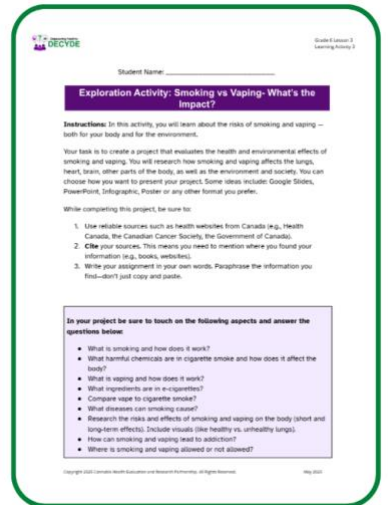 DECYDE
Grade 6 Lesson 3
Learning Activity 3
Student Name:
Exploration Activity: Smoking vs Vaping- What's the
Impact?
Instructions: In this activity, you will learn about the risks of smoking and vaping —
both for your body and for the environment.
Your task is to create a project that evaluates the health and environmental effects of
smoking and vaping. You will research how smoking and vaping affects the lungs,
heart, brain, other parts of the body, as well as the environment and society. You can
choose how you want to present your project. Some ideas include: Google Slides,
PowerPoint, Infographic, Poster or any other format you prefer.
While completing this project, be sure to:
1. Use reliable sources such as health websites from Canada (e.g., Health
Canada, the Canadian Cancer Society, the Government of Canada).
2. Cite your sources. This means you need to mention where you found your
information (e.g., books, websites).
3. Write your assignment in your own words. Paraphrase the information you
find—don't just copy and paste.
In your project be sure to touch on the following aspects and answer the
questions below:
• What is smoking and how does it work?
• What harmful chemicals are in cigarette smoke and how does it affect the
body?
• What is vaping and how does it work?
• What ingredients are in e-cigarettes?
• Compare vape to cigarette smoke?
• What diseases can smoking cause?
• Research the risks and effects of smoking and vaping on the body (short and
long-term effects). Include visuals (like healthy vs. unhealthy lungs).
• How can smoking and vaping lead to addiction?
• Where is smoking and vaping allowed or not allowed?
Health Evaluation and Research Partnership. All Rights Reserved.
May 2025